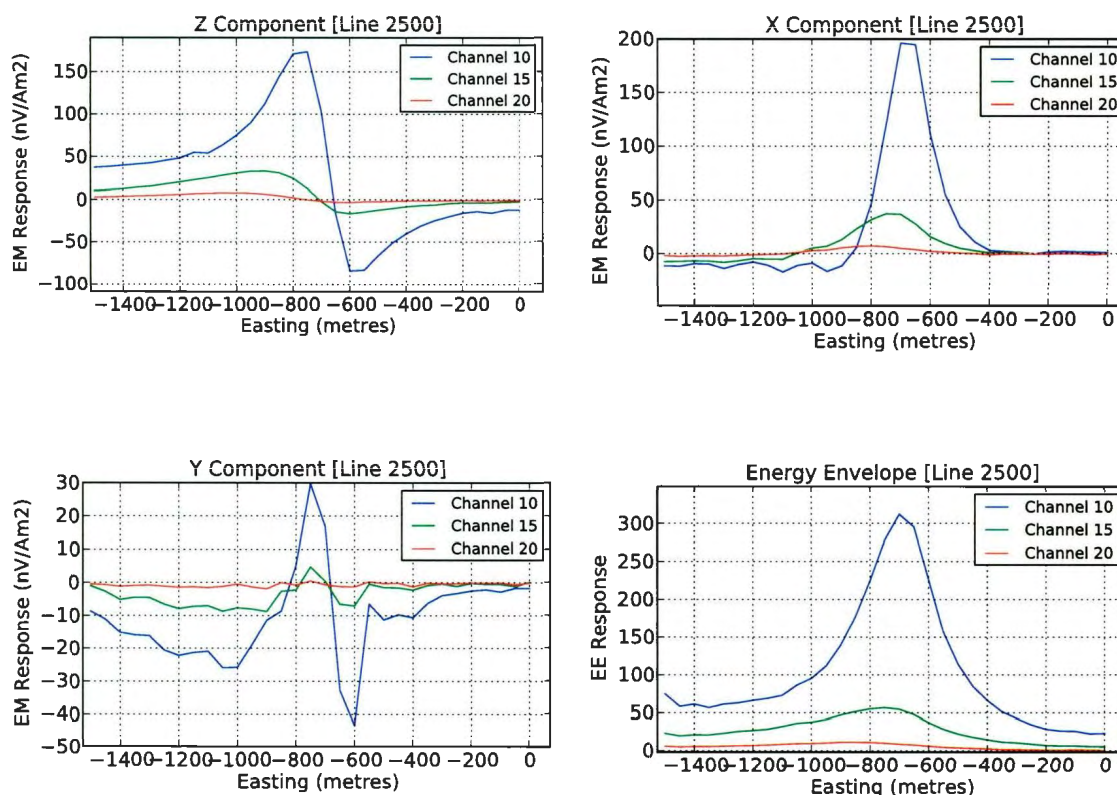 Z Component [Line 2500]
EM Response (nV/Am2)
150
100
50
0
−50
−100
Channel 10
Channel 15
Channel 20
−1400−1200−1000 −800 −600 −400 −200 0
Easting (metres)
X Component [Line 2500]
EM Response (nV/Am2)
200
150
100
50
0
Channel 10
Channel 15
Channel 20
−1400−1200−1000 −800 −600 −400 −200 0
Easting (metres)
Y Component [Line 2500]
EM Response (nV/Am2)
30
20
10
0
−10
−20
−30
−40
−50
Channel 10
Channel 15
Channel 20
−1400−1200−1000 −800 −600 −400 −200 0
Easting (metres)
Energy Envelope [Line 2500]
EE Response
300
250
200
150
100
50
0
Channel 10
Channel 15
Channel 20
−1400−1200−1000 −800 −600 −400 −200 0
Easting (metres)